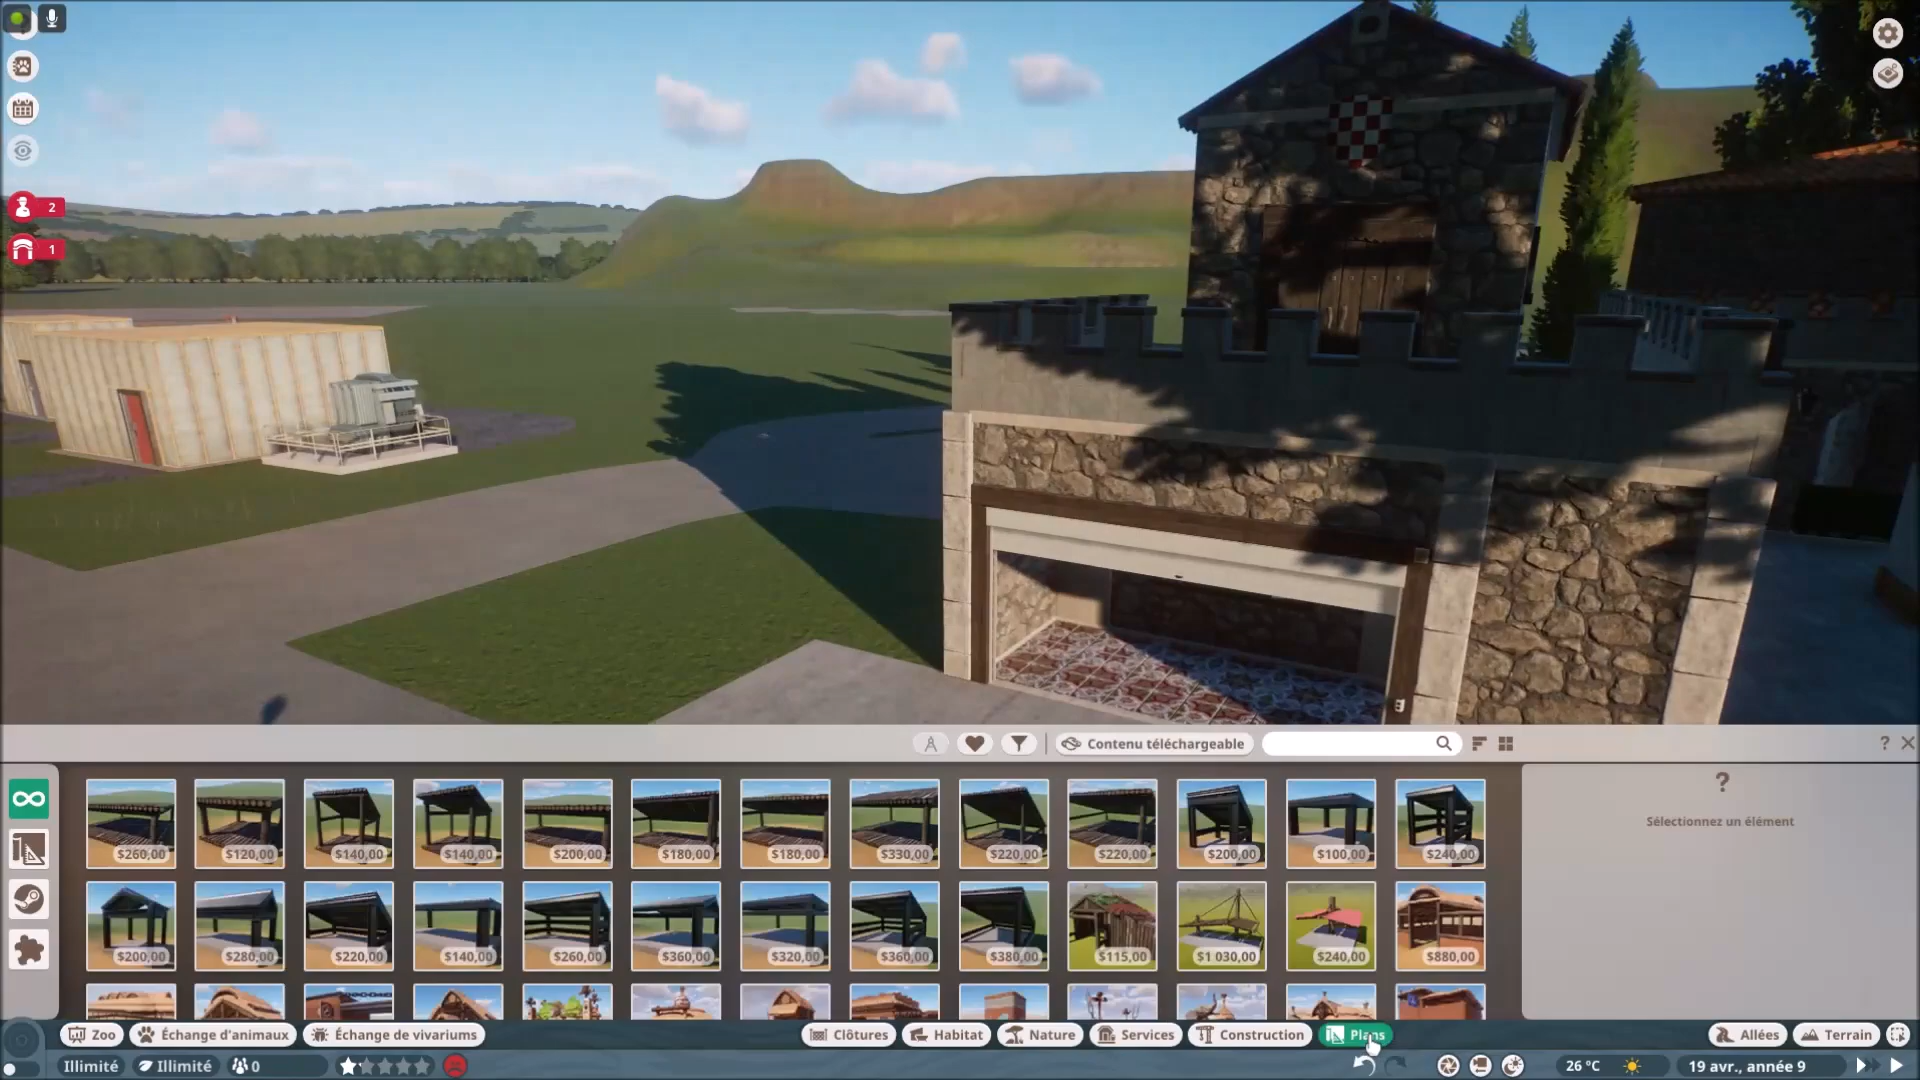 2
1
Contenu téléchargeable
?
?
Sélectionnez un élément
$260,00 $120,00 $140,00 $140,00 $200,00 $180,00 $180,00 $330,00 $220,00 $220,00 $200,00 $100,00 $240,00
$200,00 $280,00 $220,00 $140,00 $260,00 $360,00 $320,00 $360,00 $380,00 $115,00 $1 030,00 $240,00 $880,00
Zoo Échange d'animaux Échange de vivariums Clôtures Habitat Nature Services Construction Plans Allées Terrain
Illimité Illimité 0 26 °C 19 avr., année 9